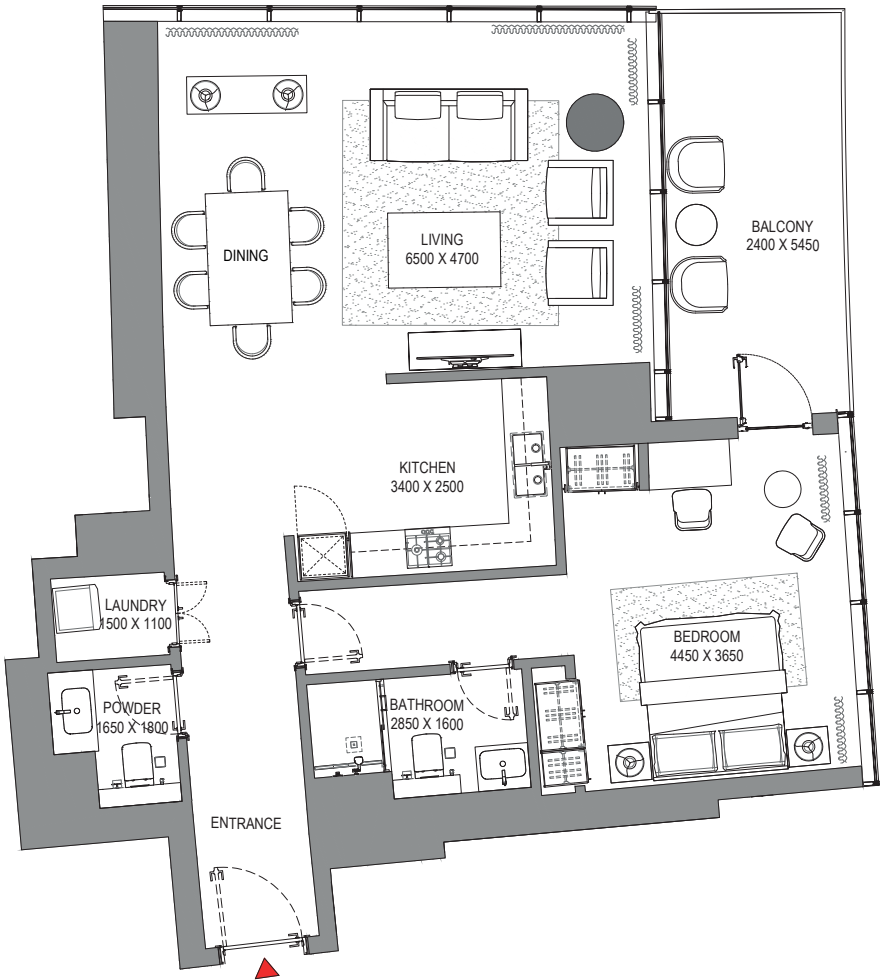 BALCONY
2400 X 5450
LIVING
6500 X 4700
DINING
KITCHEN
3400 X 2500
LAUNDRY
1500 X 1100
BEDROOM
4450 X 3650
POWDER
1650 X 1800
BATHROOM
2850 X 1600
ENTRANCE